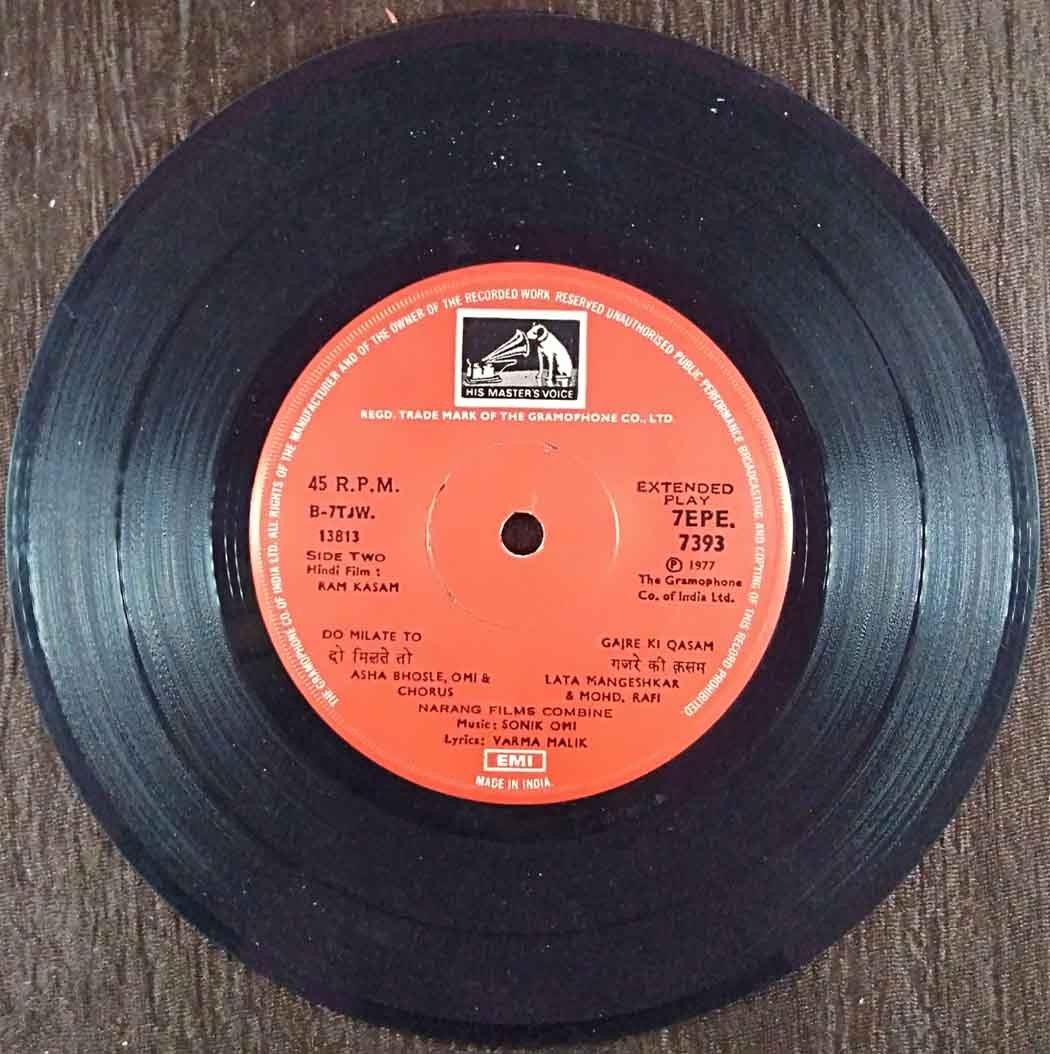 THE GRAMOPHONE CO. OF INDIA LTD. ALL RIGHTS OF THE MANUFACTURER AND OF THE OWNER OF THE RECORDED WORK RESERVED UNAUTHORISED PUBLIC PERFORMANCE BROADCASTING AND COPYING OF THIS RECORD PROHIBITED.
HIS MASTER'S VOICE
REGD. TRADE MARK OF THE GRAMOPHONE CO., LTD.
45 R.P.M.
B-7TJW.
13813
SIDE TWO
Hindi Film :
RAM KASAM
EXTENDED
PLAY
7EPE.
7393
Ⓟ 1977
The Gramophone
Co. of India Ltd.
DO MILATE TO
दो मिलते तो
ASHA BHOSLE, OMI &
CHORUS
GAJRE KI QASAM
गजरे की क़सम
LATA MANGESHKAR
& MOHD. RAFI
NARANG FILMS COMBINE
Music: SONIK OMI
Lyrics: VARMA MALIK
EMI
MADE IN INDIA.